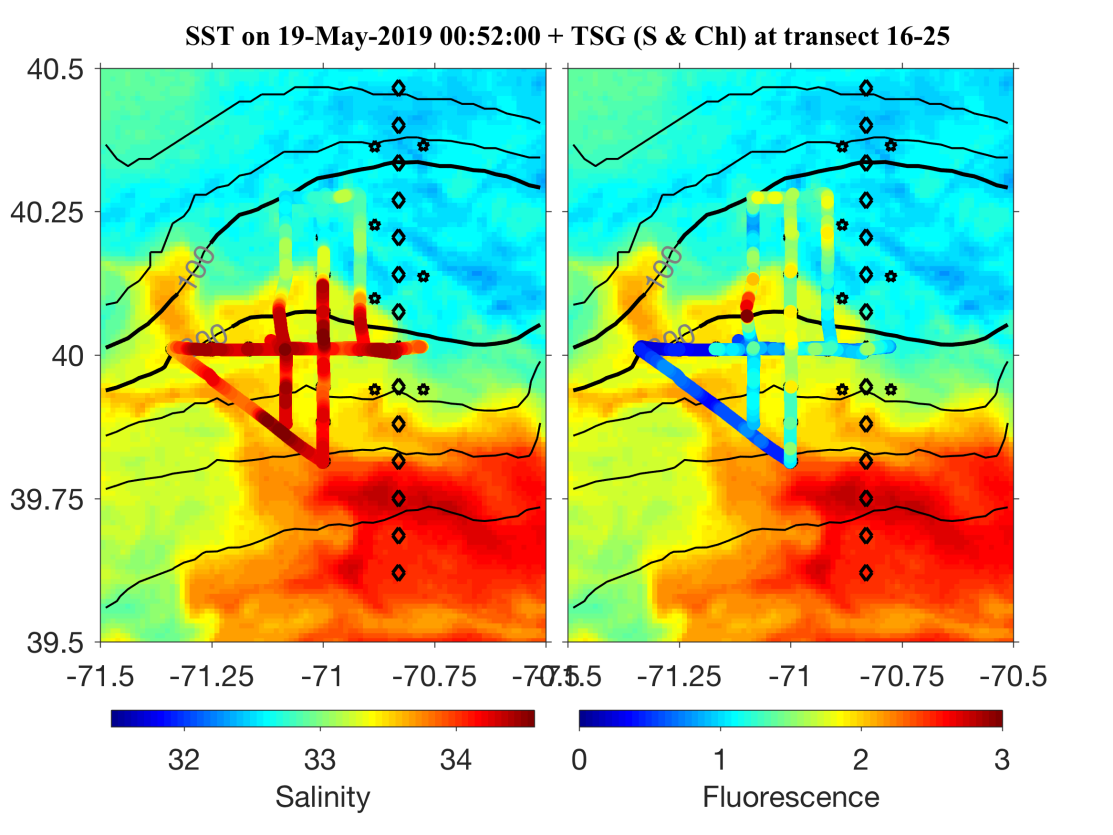 SST on 19-May-2019 00:52:00 + TSG (S & Chl) at transect 16-25
40.5
40.25
40
39.75
39.5
100
100
-71.5 -71.25 -71 -70.75
-71.25 -71 -70.75 -70.5
32 33 34
0 1 2 3
Salinity
Fluorescence